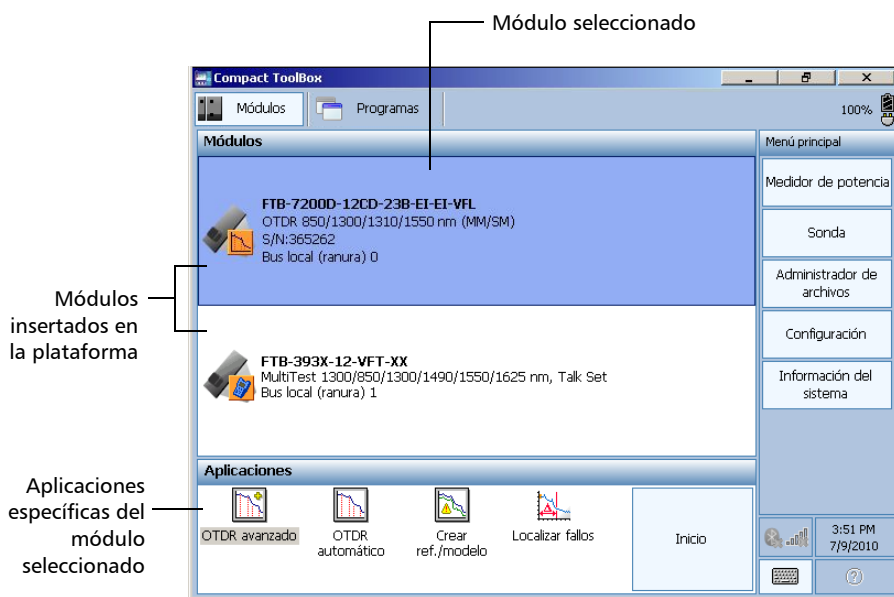 Módulo seleccionado
Compact ToolBox
Módulos
Programas
100%
Módulos
Menú principal
FTB-7200D-12CD-23B-EI-EI-VFL
OTDR 850/1300/1310/1550 nm (MM/SM)
S/N:365262
Bus local (ranura) 0
Medidor de potencia
Sonda
Administrador de
archivos
Configuración
Información del
sistema
Módulos
insertados en
la plataforma
FTB-393X-12-VFT-XX
MultiTest 1300/850/1300/1490/1550/1625 nm, Talk Set
Bus local (ranura) 1
Aplicaciones
Aplicaciones
específicas del
módulo
seleccionado
OTDR avanzado
OTDR
automático
Crear
ref./modelo
Localizar fallos
Inicio
3:51 PM
7/9/2010